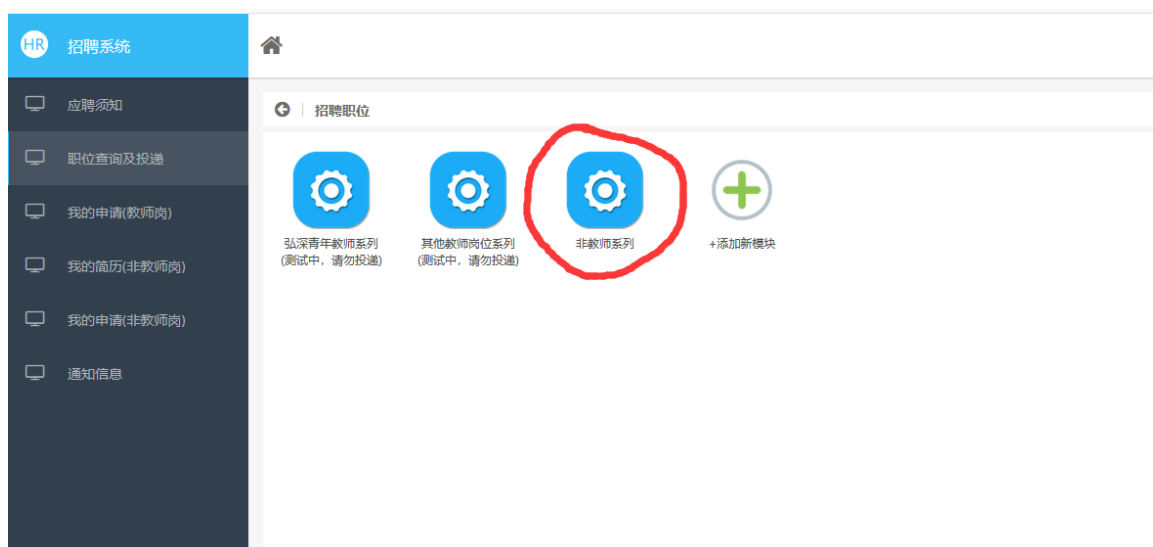 HR 招聘系统
应聘须知
职位查询及投递
我的申请(教师岗)
我的简历(非教师岗)
我的申请(非教师岗)
通知信息
招聘职位
弘深青年教师系列
(测试中，请勿投递)
其他教师岗位系列
(测试中，请勿投递)
非教师系列
+添加新模块